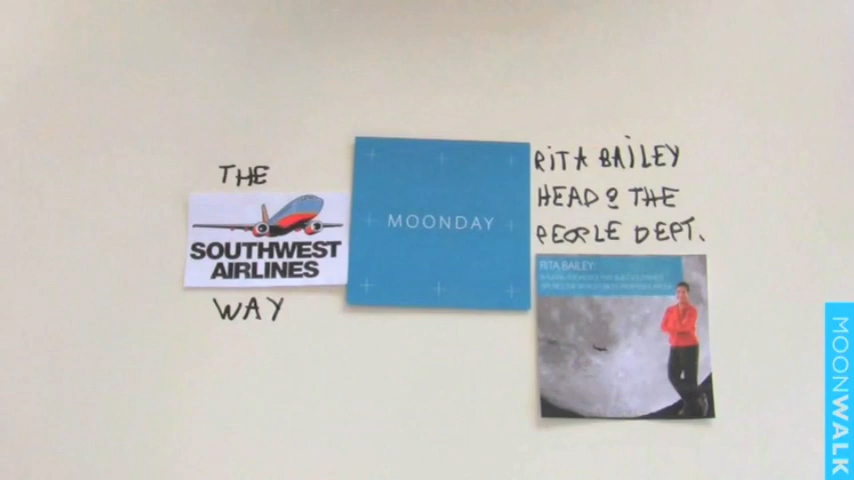 THE
SOUTHWEST
AIRLINES
WAY
MOONDAY
RITA BAILEY
HEAD O THE
PEOPLE DEPT.
RITA BAILEY:
MOONWALK